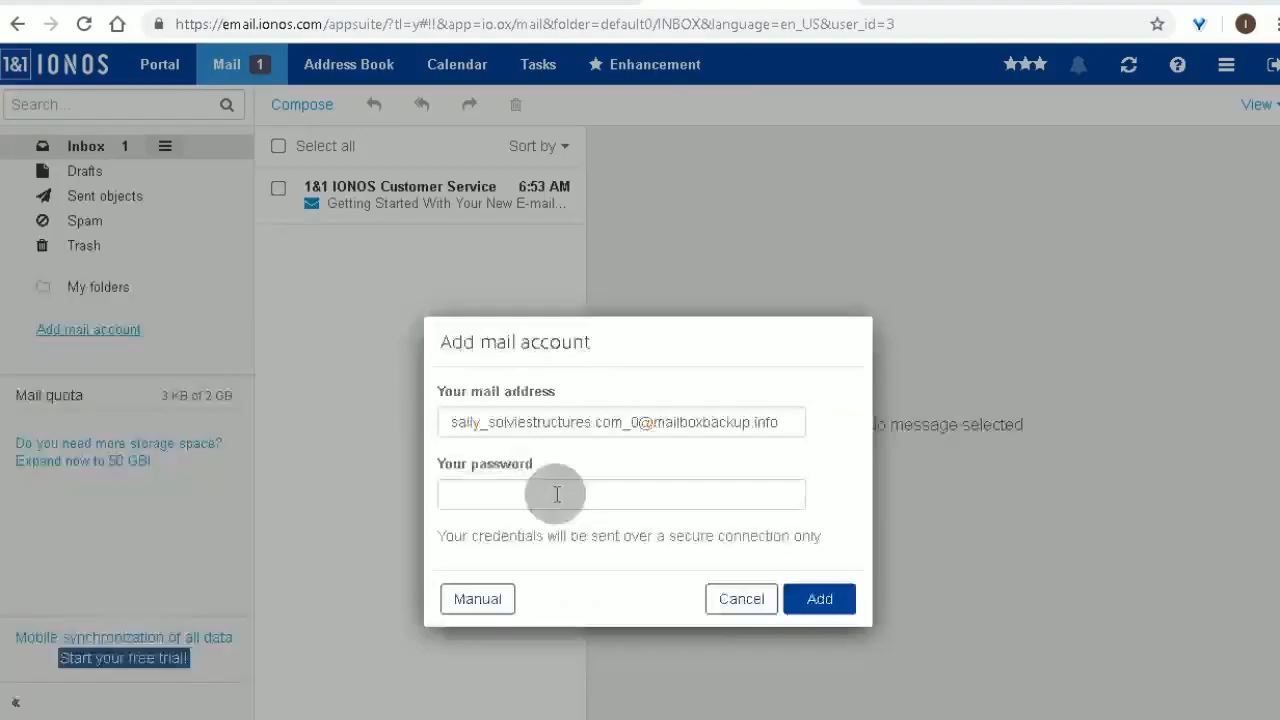 https://email.ionos.com/appsuite/?tl=y#!!&app=io.ox/mail&folder=default0/INBOX&language=en_US&user_id=3
I
1&1 IONOS Portal Mail 1 Address Book Calendar Tasks Enhancement
Search... Compose View
Inbox 1
Drafts
Sent objects
Spam
Trash
My folders
Add mail account
Mail quota 3 KB of 2 GB
Do you need more storage space?
Expand now to 50 GB!
Mobile synchronization of all data
Start your free trial!
Select all Sort by
1&1 IONOS Customer Service 6:53 AM
Getting Started With Your New E-mail...
message selected
Add mail account
Your mail address
sally_solviestructures.com_0@mailboxbackup.info
Your password
Your credentials will be sent over a secure connection only
Manual Cancel Add